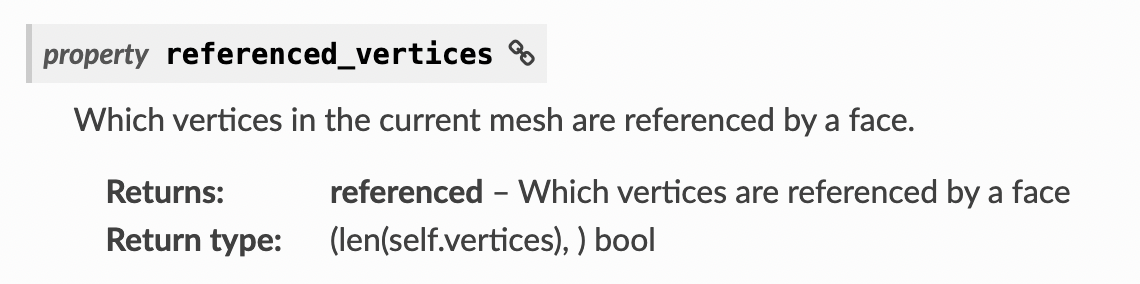 property referenced_vertices
Which vertices in the current mesh are referenced by a face.
Returns: referenced – Which vertices are referenced by a face
Return type: (len(self.vertices), ) bool